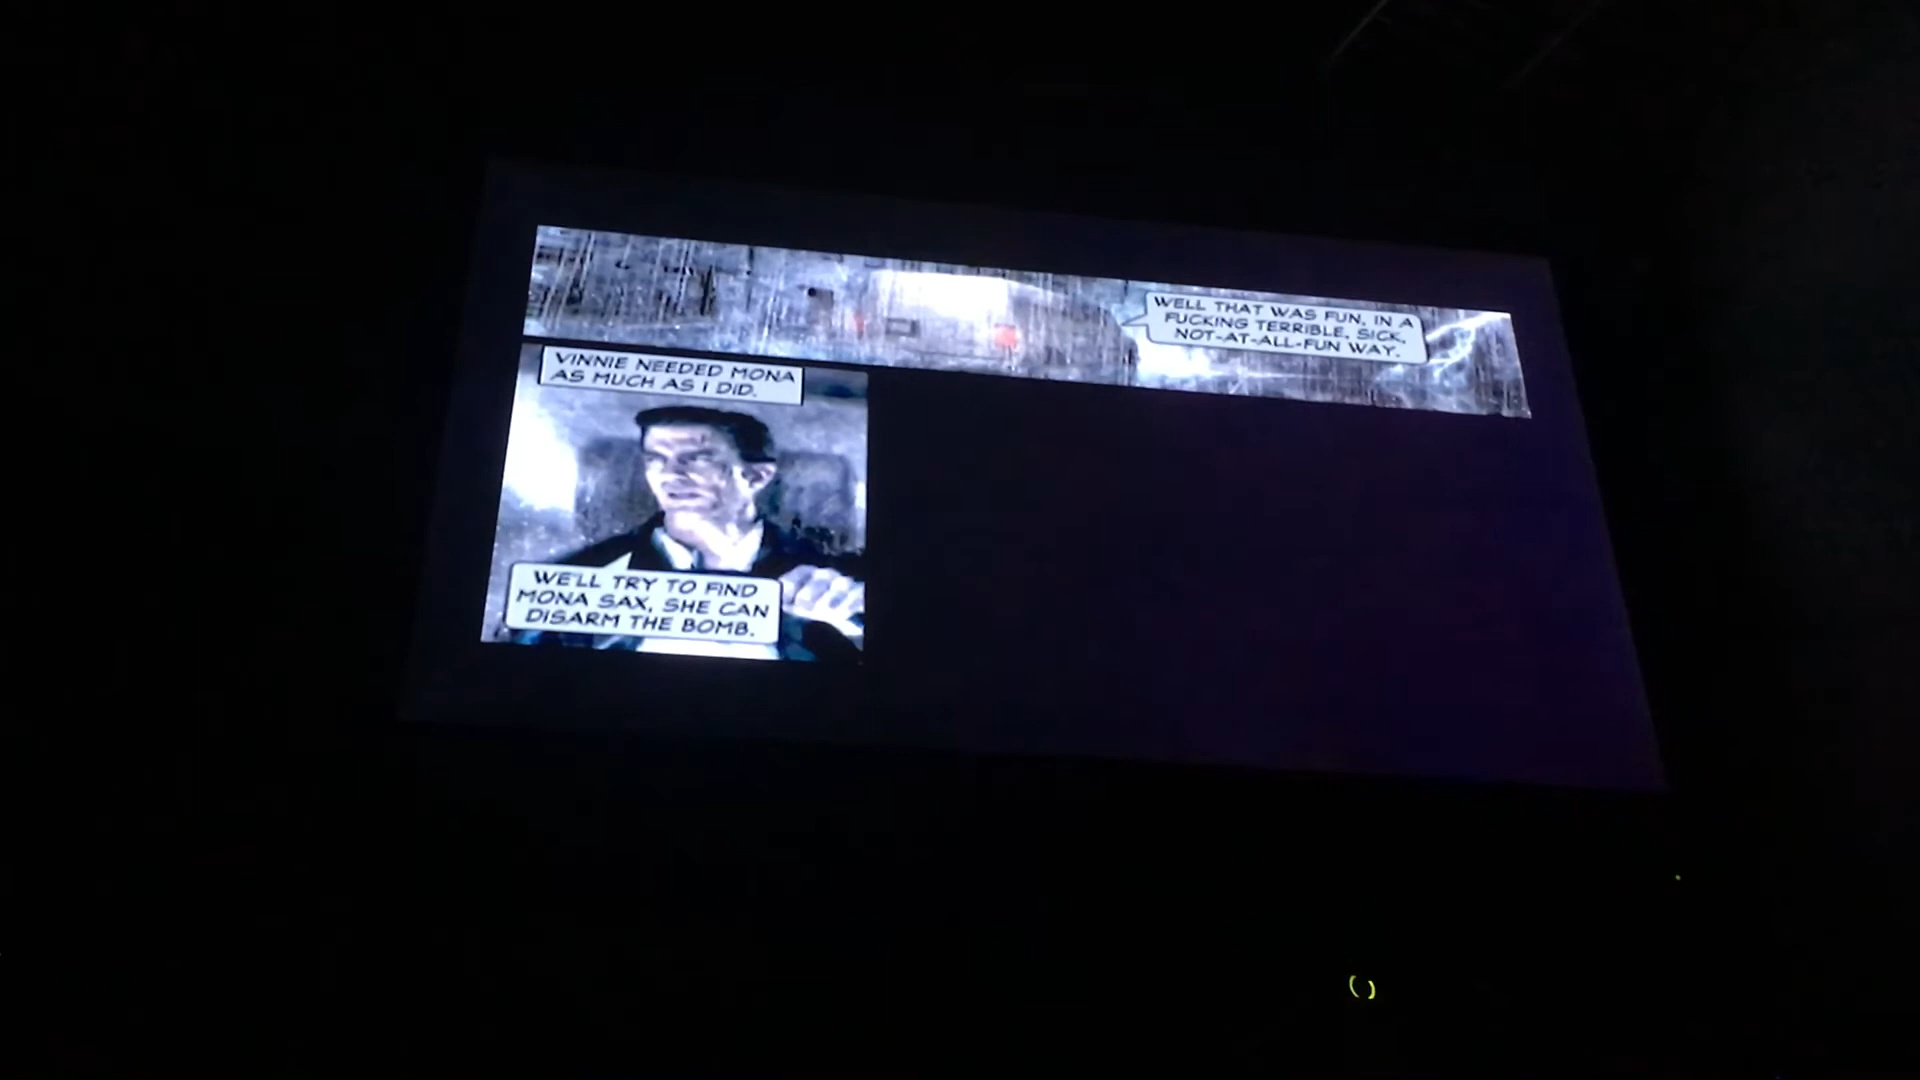 WELL THAT WAS FUN, IN A
FUCKING TERRIBLE, SICK,
NOT-AT-ALL-FUN WAY.
VINNIE NEEDED MONA
AS MUCH AS I DID.
WE'LL TRY TO FIND
MONA SAX, SHE CAN
DISARM THE BOMB.